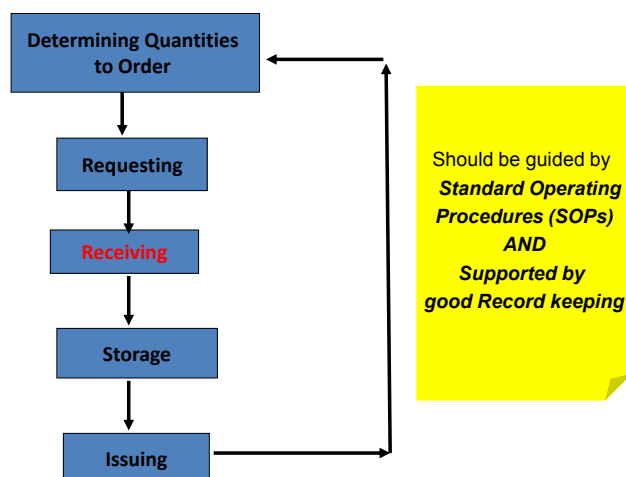 Determining Quantities
to Order
Requesting
Receiving
Storage
Issuing
Should be guided by
Standard Operating
Procedures (SOPs)
AND
Supported by
good Record keeping